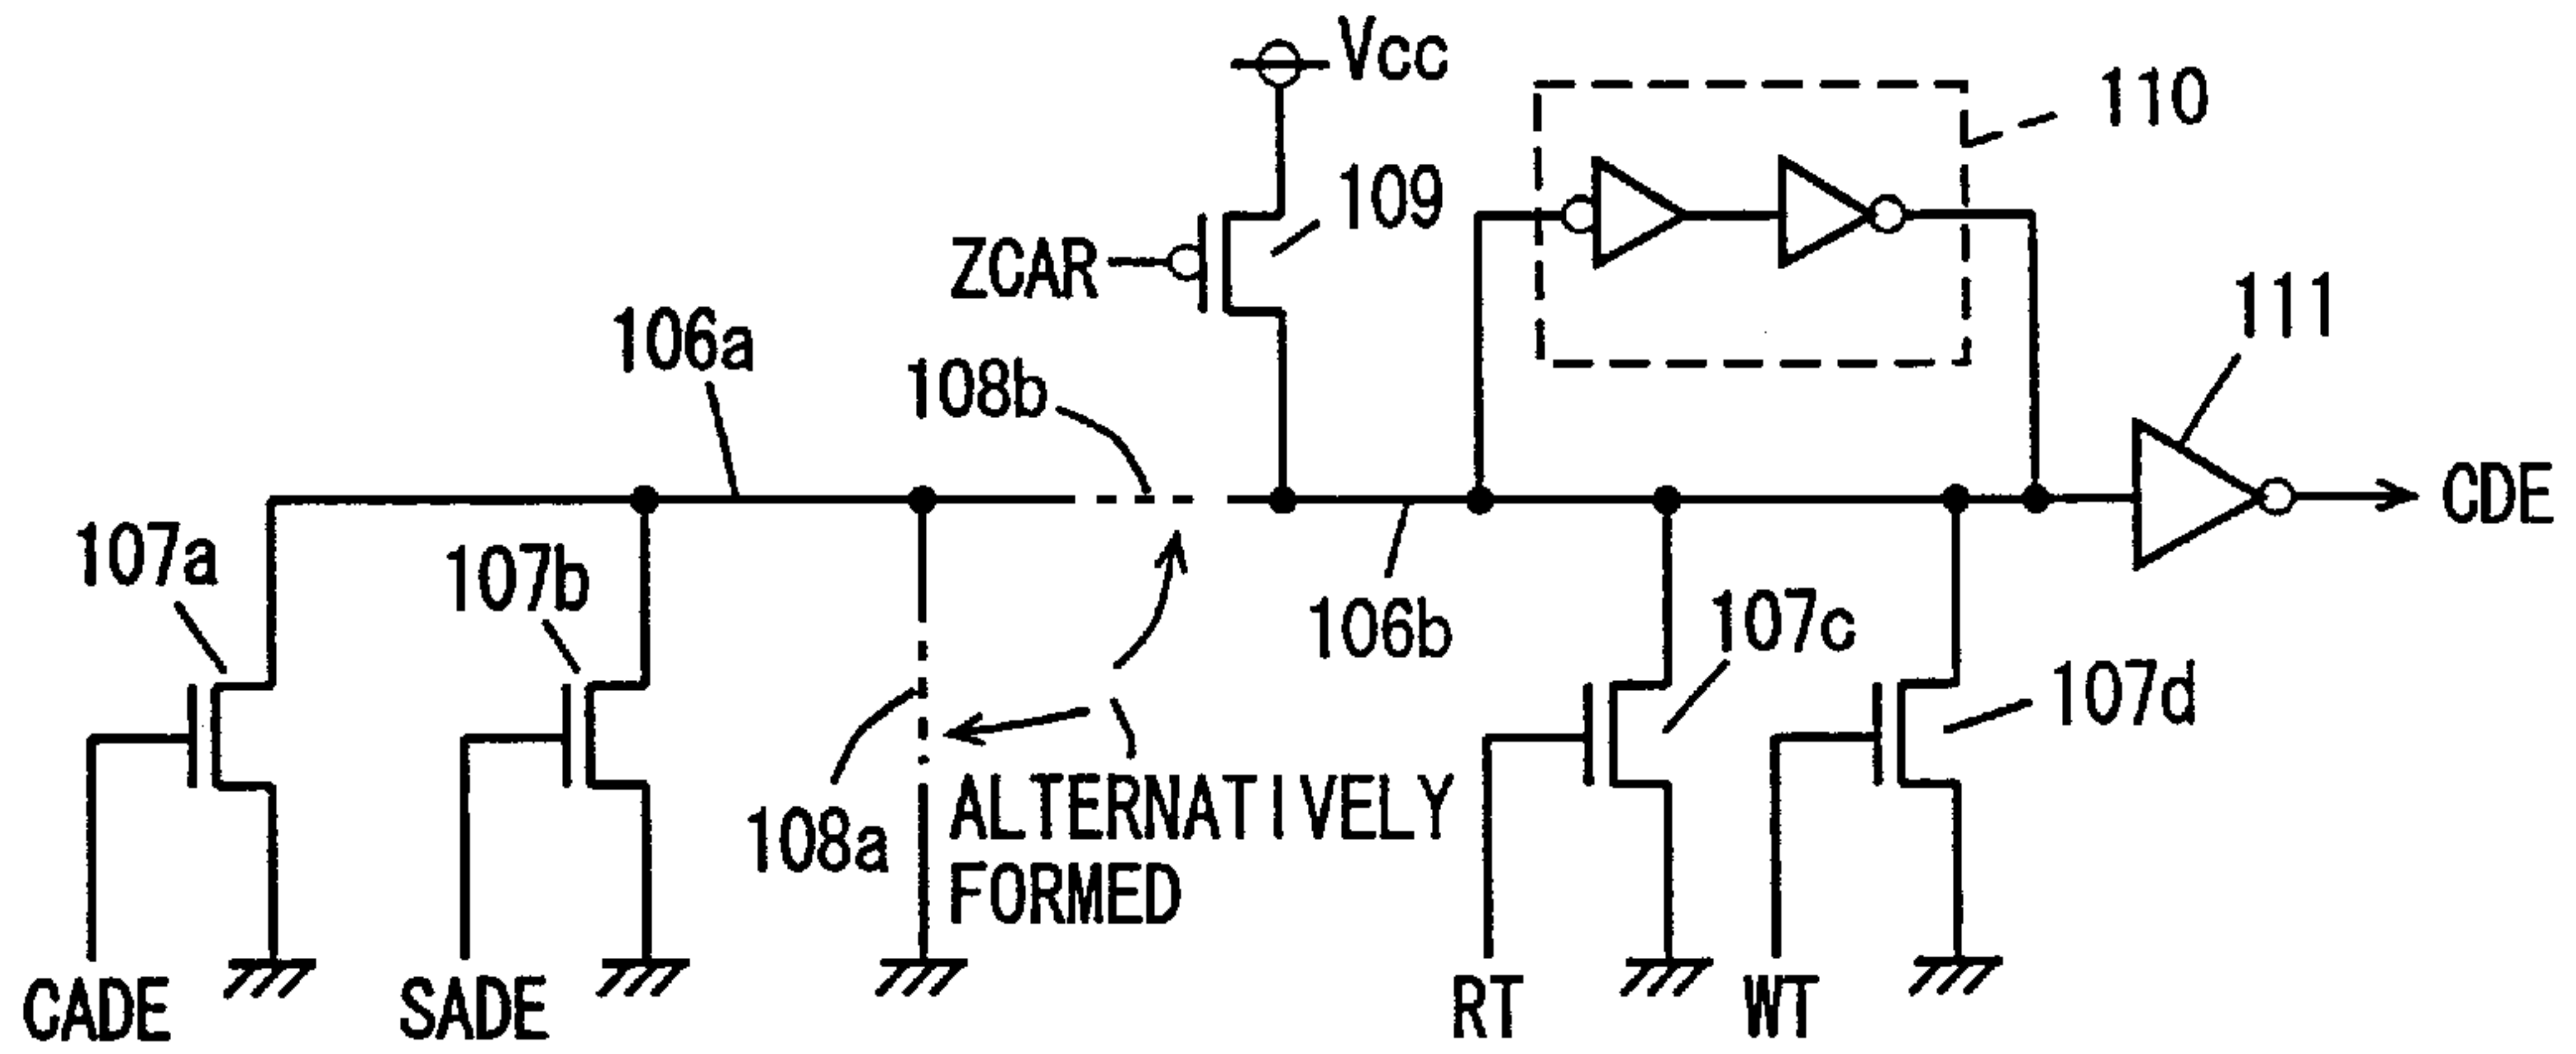 Vcc
110
109
ZCAR
111
106a
108b
CDE
107a
107b
106b
107c
107d
108a
ALTERNATIVELY
FORMED
CADE
SADE
RT
WT